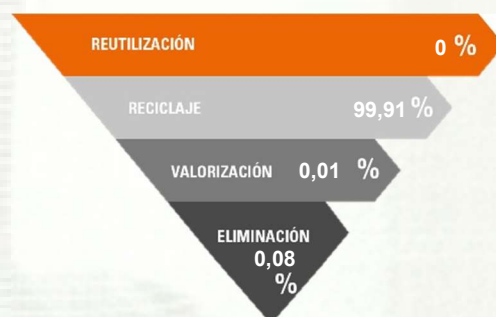 REUTILIZACIÓN 0 %
RECICLAJE 99,91 %
VALORIZACIÓN 0,01 %
ELIMINACIÓN
0,08
%